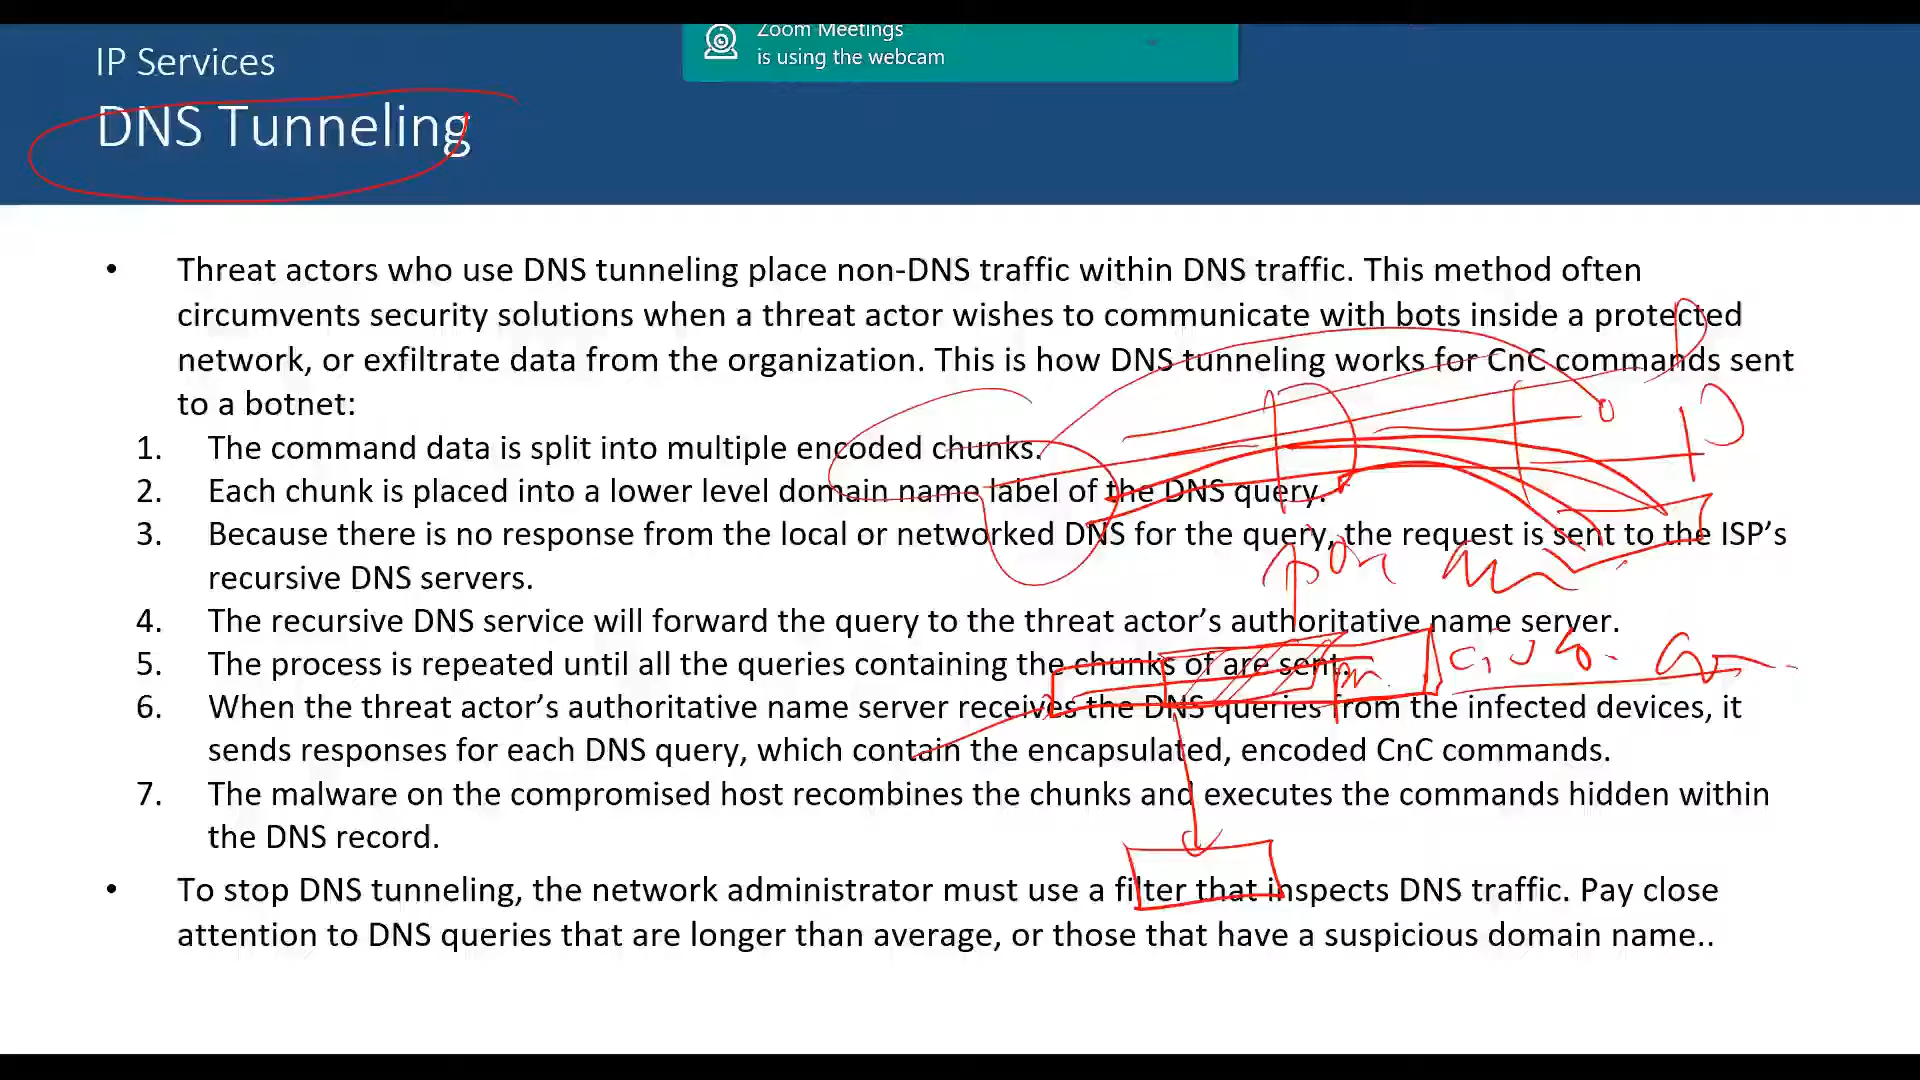 Zoom Meetings
is using the webcam
IP Services
DNS Tunneling
• Threat actors who use DNS tunneling place non-DNS traffic within DNS traffic. This method often
circumvents security solutions when a threat actor wishes to communicate with bots inside a protected
network, or exfiltrate data from the organization. This is how DNS tunneling works for CnC commands sent
to a botnet:
1. The command data is split into multiple encoded chunks.
2. Each chunk is placed into a lower level domain name label of the DNS query.
3. Because there is no response from the local or networked DNS for the query, the request is sent to the ISP’s
recursive DNS servers.
4. The recursive DNS service will forward the query to the threat actor’s authoritative name server.
5. The process is repeated until all the queries containing the chunks of are sent.
6. When the threat actor’s authoritative name server receives the DNS queries from the infected devices, it
sends responses for each DNS query, which contain the encapsulated, encoded CnC commands.
7. The malware on the compromised host recombines the chunks and executes the commands hidden within
the DNS record.
• To stop DNS tunneling, the network administrator must use a filter that inspects DNS traffic. Pay close
attention to DNS queries that are longer than average, or those that have a suspicious domain name..